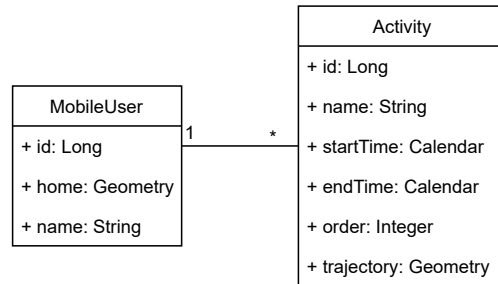 MobileUser
+ id: Long
+ home: Geometry
+ name: String
1
*
Activity
+ id: Long
+ name: String
+ startTime: Calendar
+ endTime: Calendar
+ order: Integer
+ trajectory: Geometry